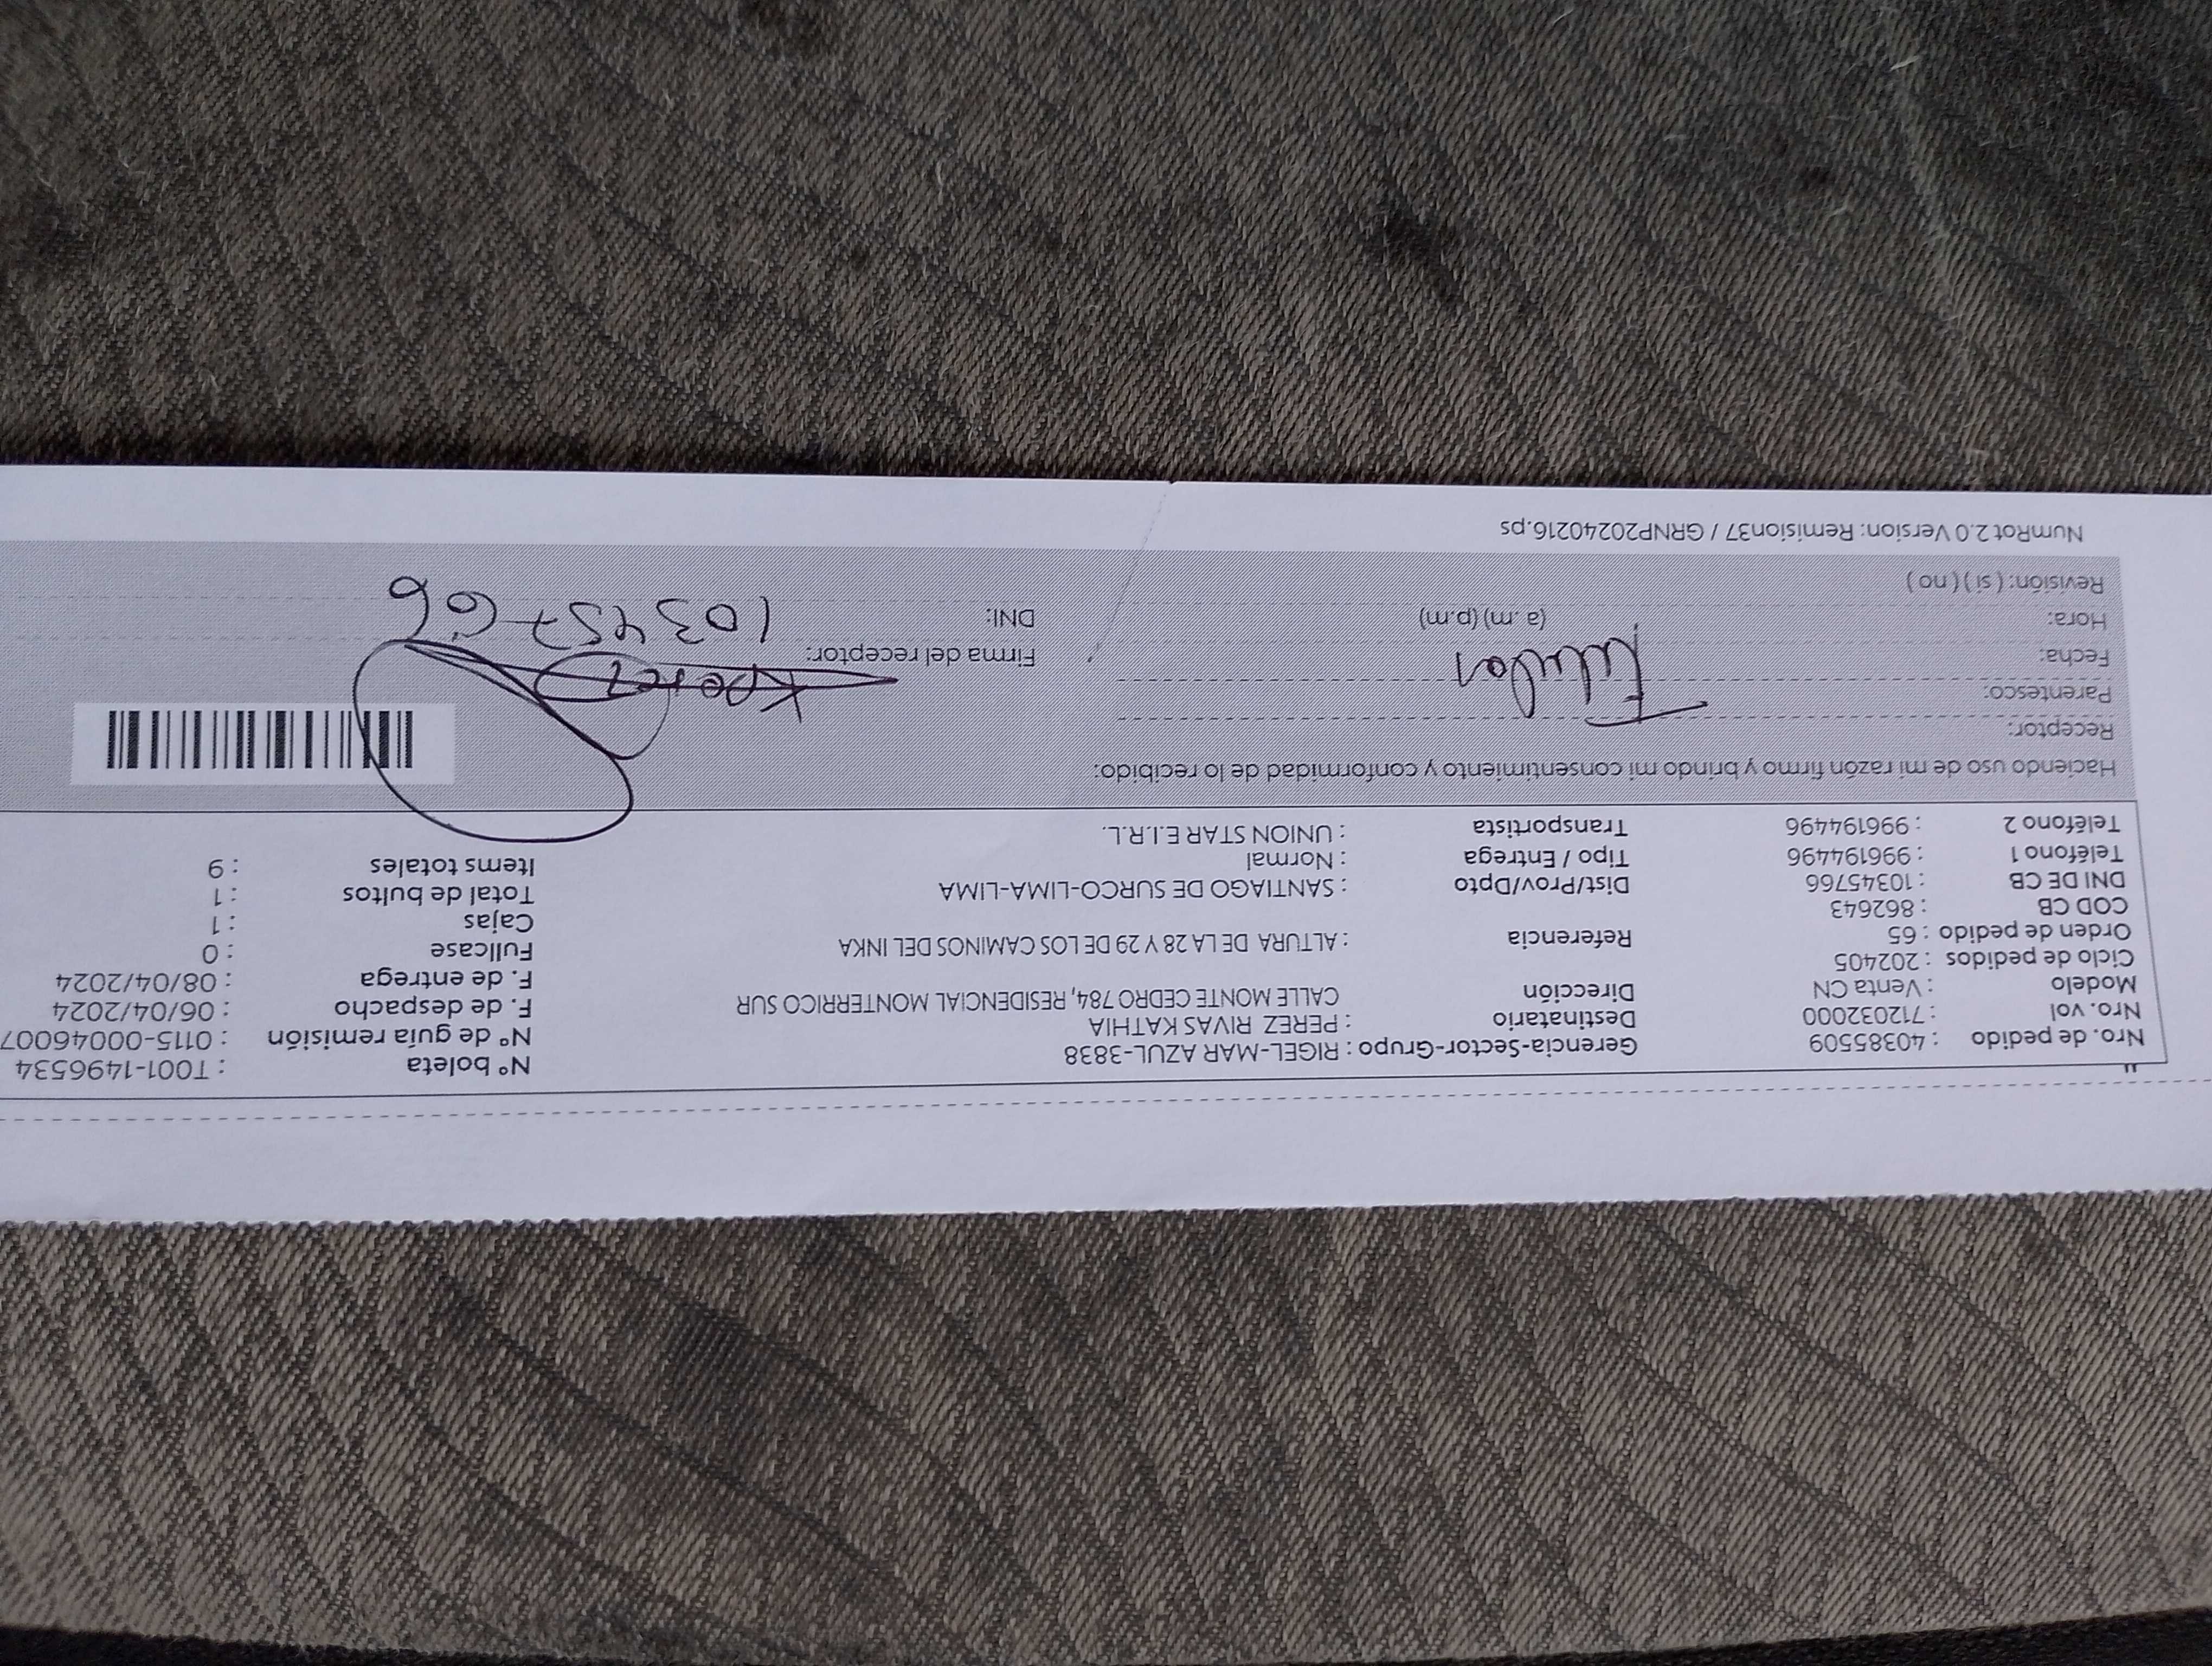 Nro. de pedido : 40385509 Gerencia-Sector-Grupo : RIGEL-MAR AZUL-3838 N° boleta : T001-1496534
Nro. vol : 712032000 Destinatario : PEREZ RIVAS KATHIA N° de guía remisión : 0115-00046007
Modelo : Venta CN Dirección CALLE MONTE CEDRO 784, RESIDENCIAL MONTERRICO SUR F. de despacho : 06/04/2024
Ciclo de pedidos : 202405 F. de entrega : 08/04/2024
Orden de pedido : 65 Referencia : ALTURA DE LA 28 Y 29 DE LOS CAMINOS DEL INKA Fullcase : 0
COD CB : 862643 Cajas : 1
DNI DE CB : 10345766 Dist/Prov/Dpto : SANTIAGO DE SURCO-LIMA-LIMA Total de bultos : 1
Teléfono 1 : 996194496 Tipo / Entrega : Normal Items totales : 9
Teléfono 2 : 996194496 Transportista : UNION STAR E.I.R.L.
Haciendo uso de mi razón firmo y brindo mi consentimiento y conformidad de lo recibido:
Receptor:
Parentesco: Titular
Fecha: Firma del receptor:
Hora: (a. m) (p.m) DNI: 10345766
Revisión: ( si ) ( no )
NumRot 2.0 Version: Remision37 / GRNP20240216.ps